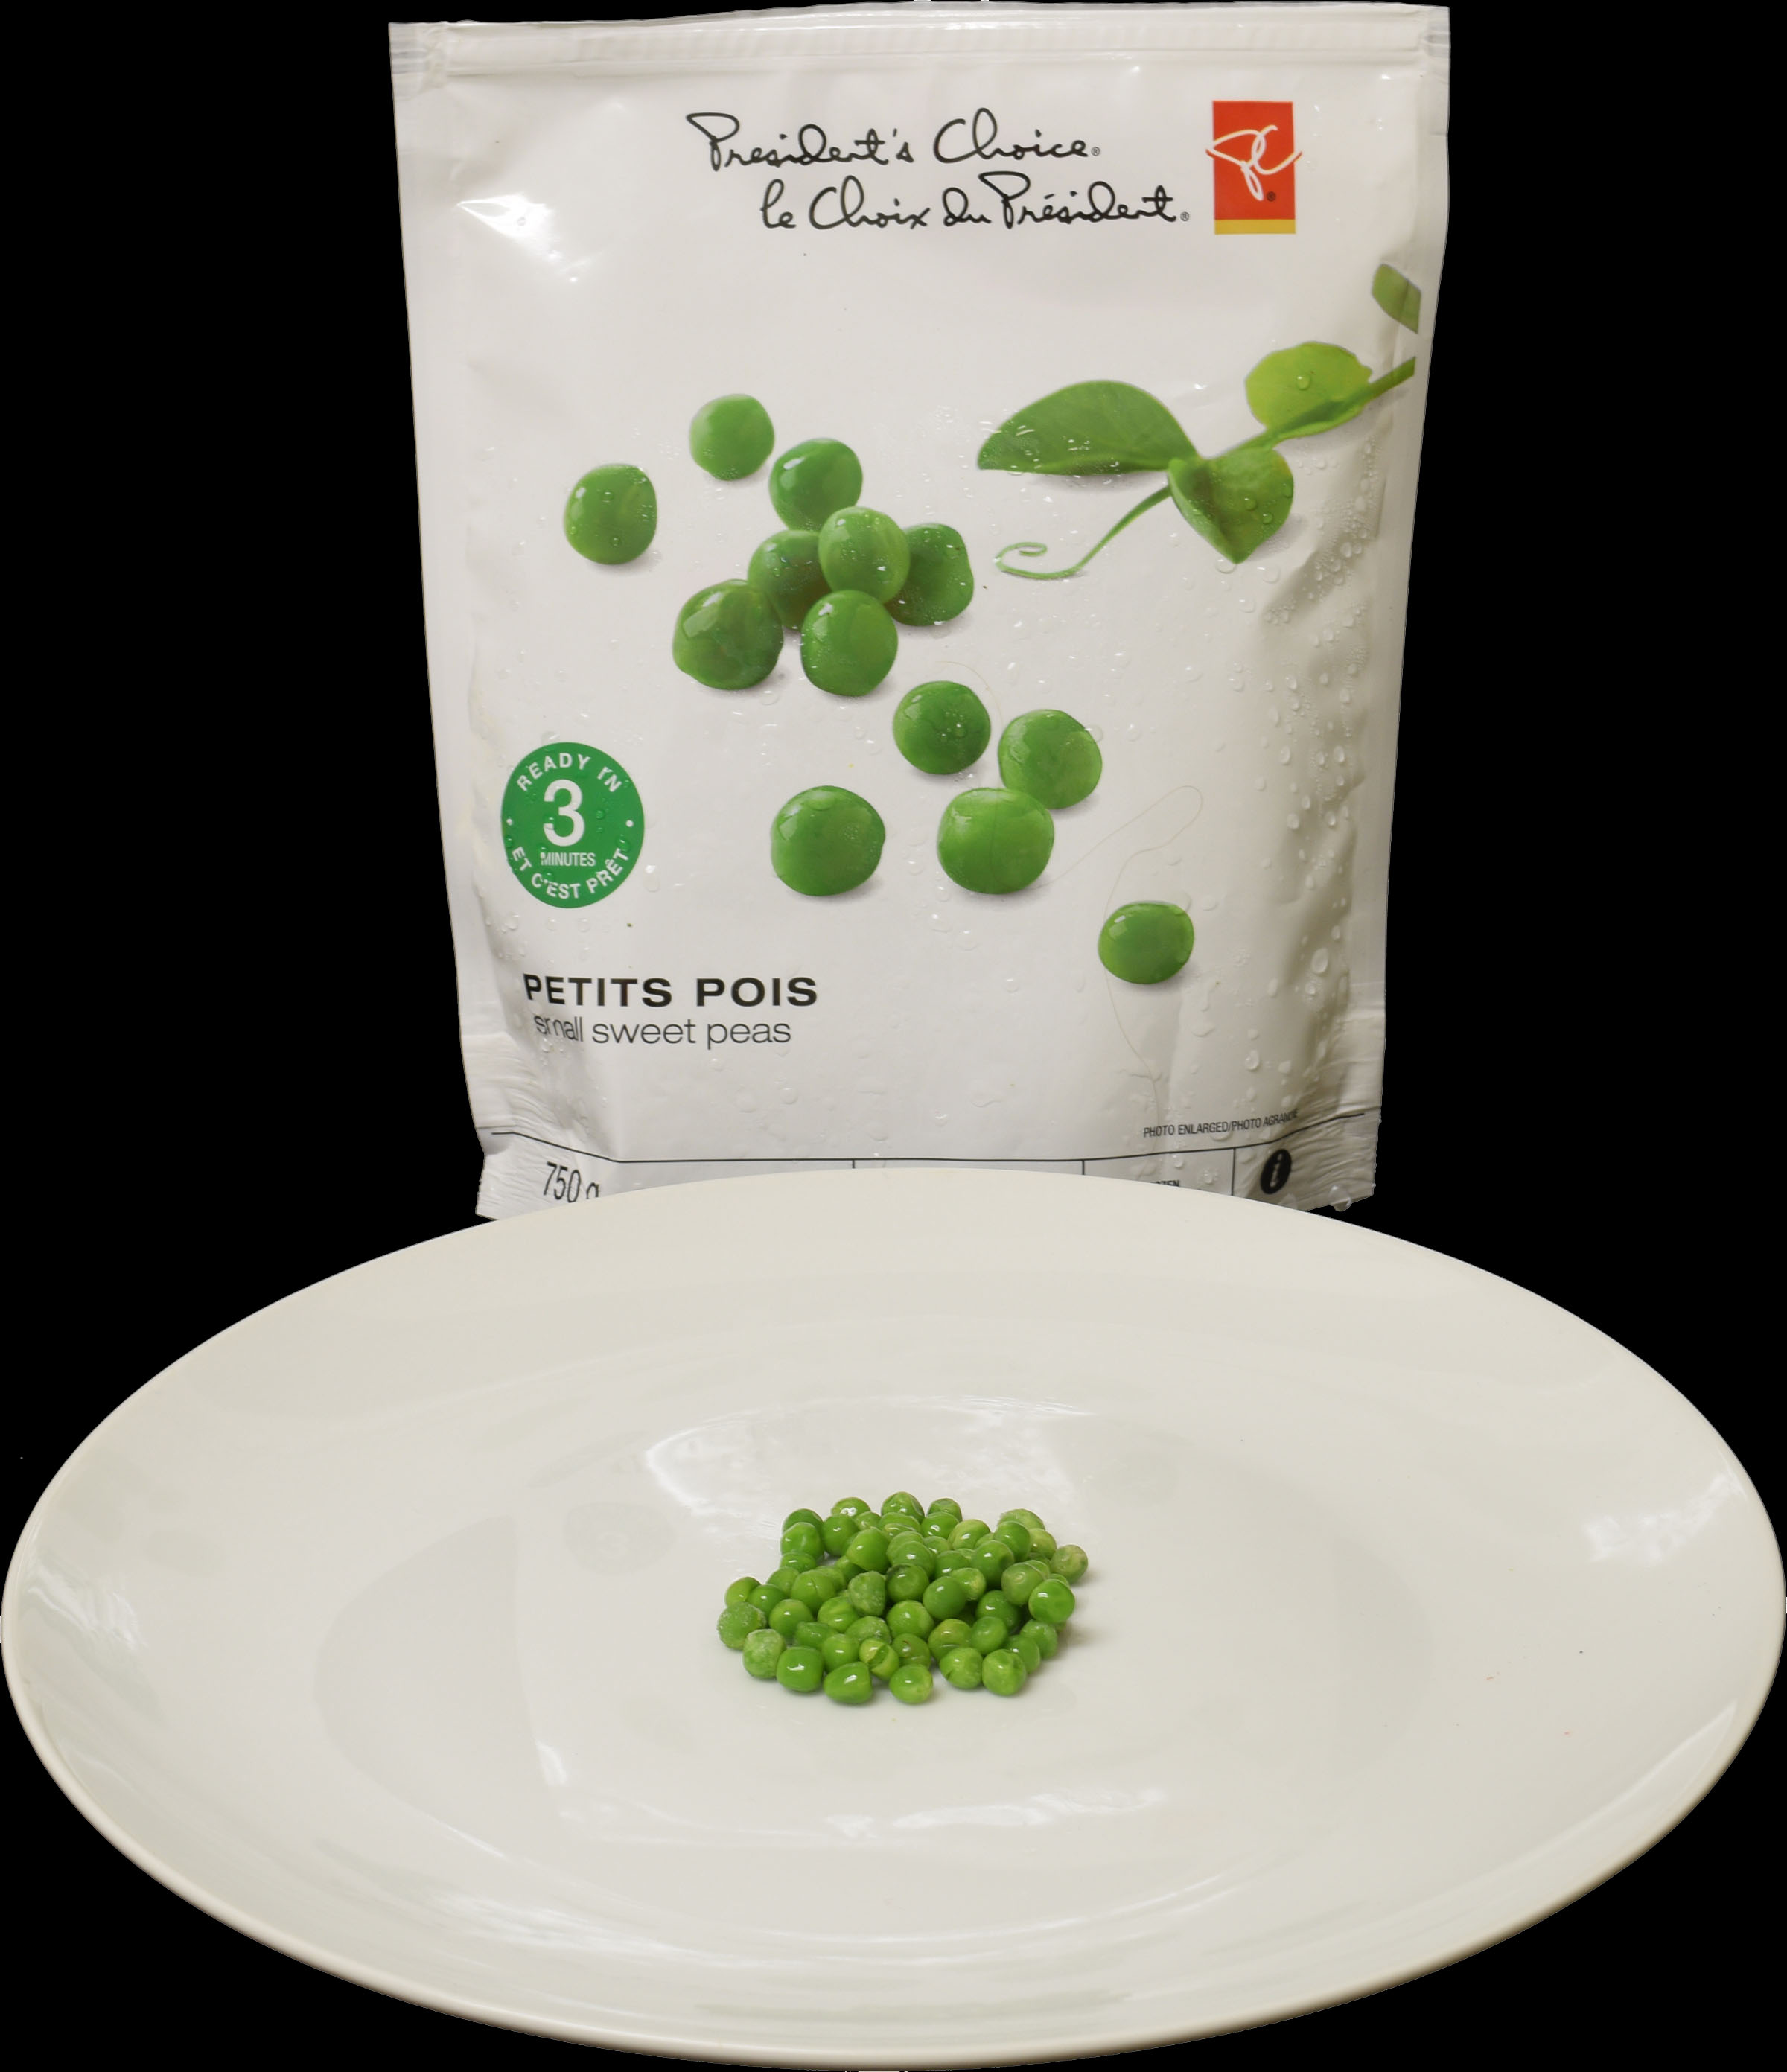 President's Choice®
le Choix du Président®
PC®
READY IN
3
MINUTES
ET C'EST PRÊT
PETITS POIS
small sweet peas
PHOTO ENLARGED/PHOTO AGRANDIE
750 g
i